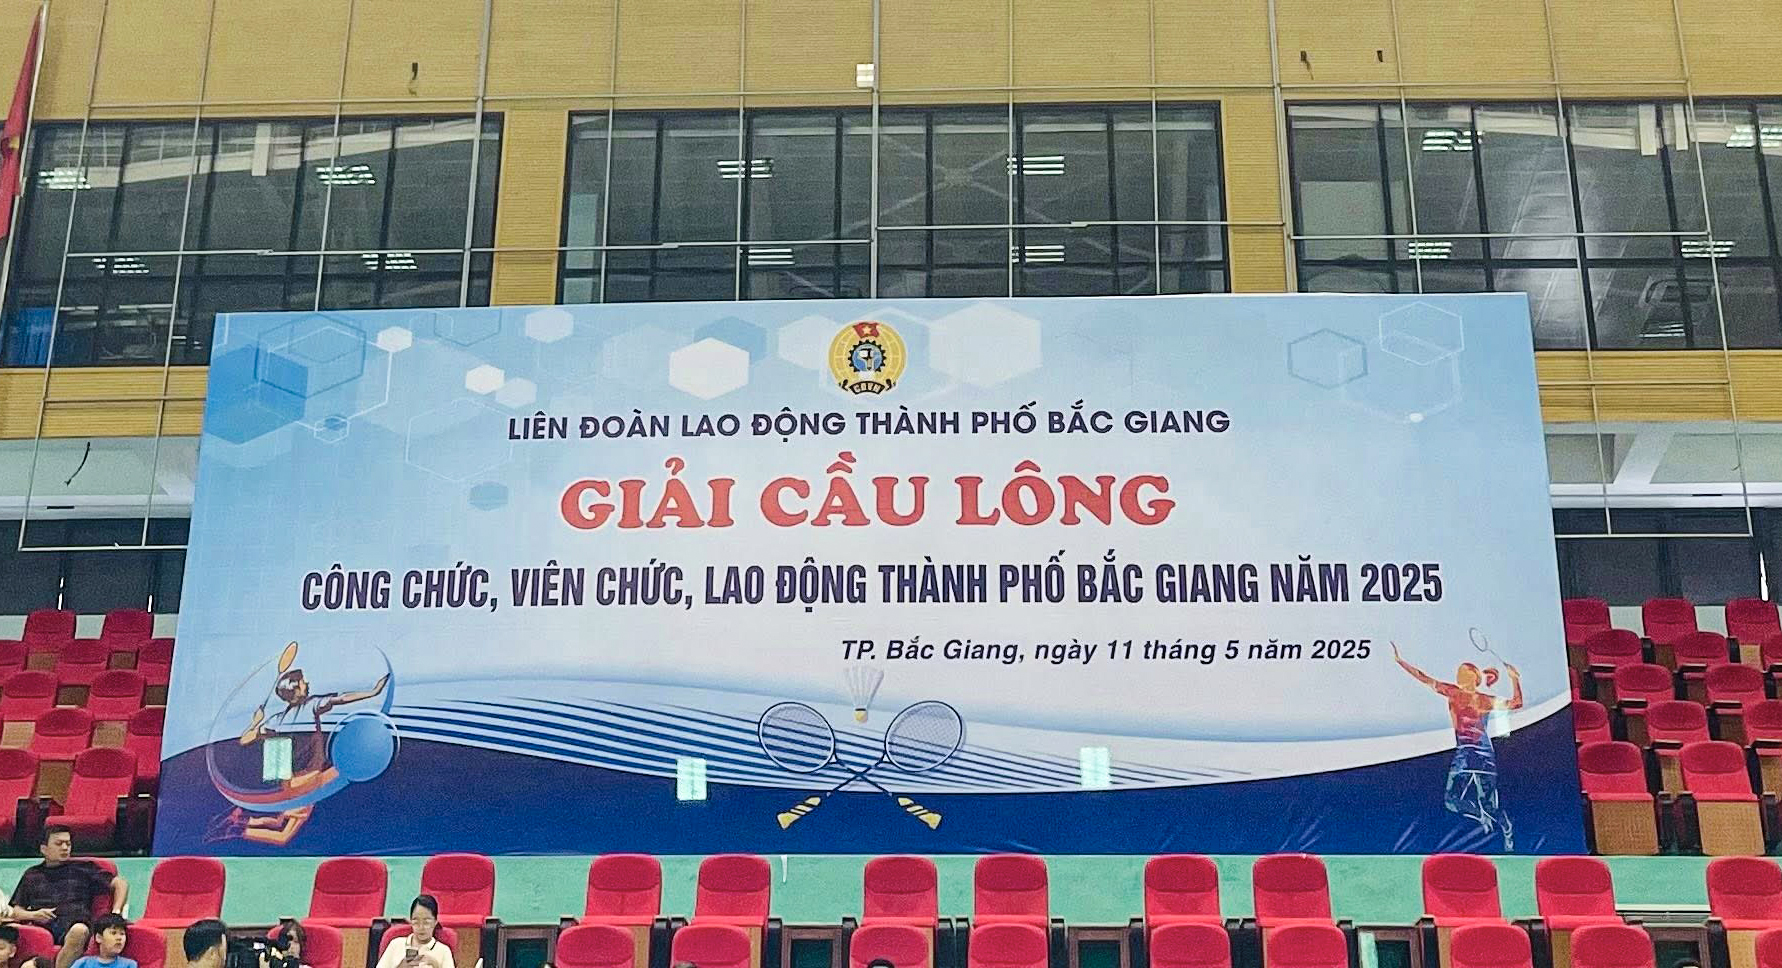 LIÊN ĐOÀN LAO ĐỘNG THÀNH PHỐ BẮC GIANG
GIẢI CẦU LÔNG
CÔNG CHỨC, VIÊN CHỨC, LAO ĐỘNG THÀNH PHỐ BẮC GIANG NĂM 2025
TP. Bắc Giang, ngày 11 tháng 5 năm 2025